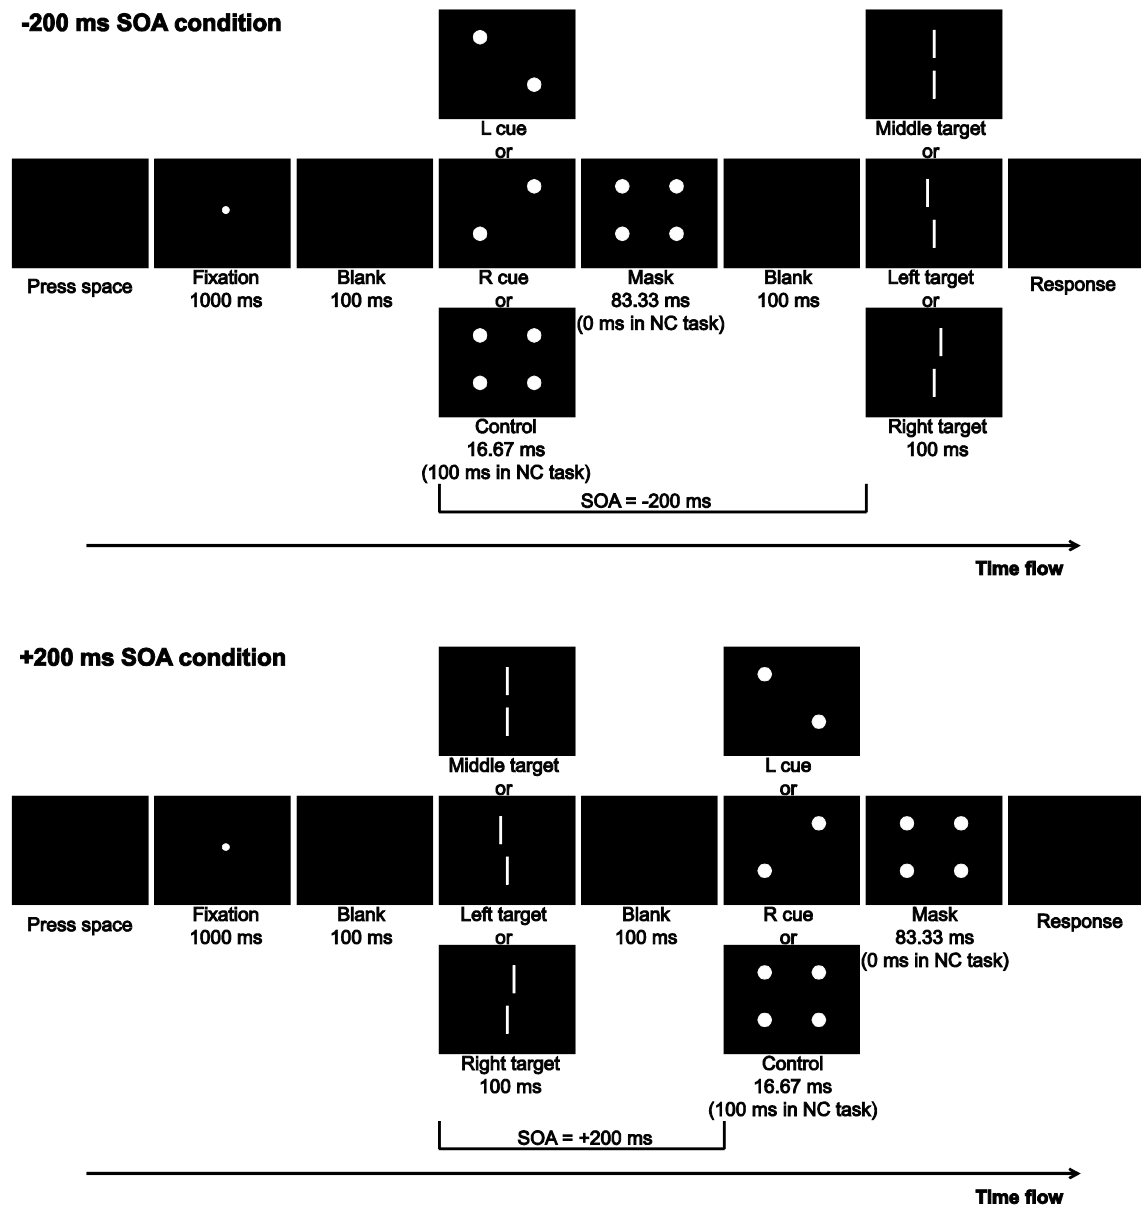 -200 ms SOA condition
L cue
or
Middle target
or
Press space
Fixation
1000 ms
Blank
100 ms
R cue
or
Mask
83.33 ms
(0 ms in NC task)
Blank
100 ms
Left target
or
Response
Control
16.67 ms
(100 ms in NC task)
Right target
100 ms
SOA = -200 ms
Time flow
+200 ms SOA condition
Middle target
or
L cue
or
Press space
Fixation
1000 ms
Blank
100 ms
Left target
or
Blank
100 ms
R cue
or
Mask
83.33 ms
(0 ms in NC task)
Response
Right target
100 ms
Control
16.67 ms
(100 ms in NC task)
SOA = +200 ms
Time flow